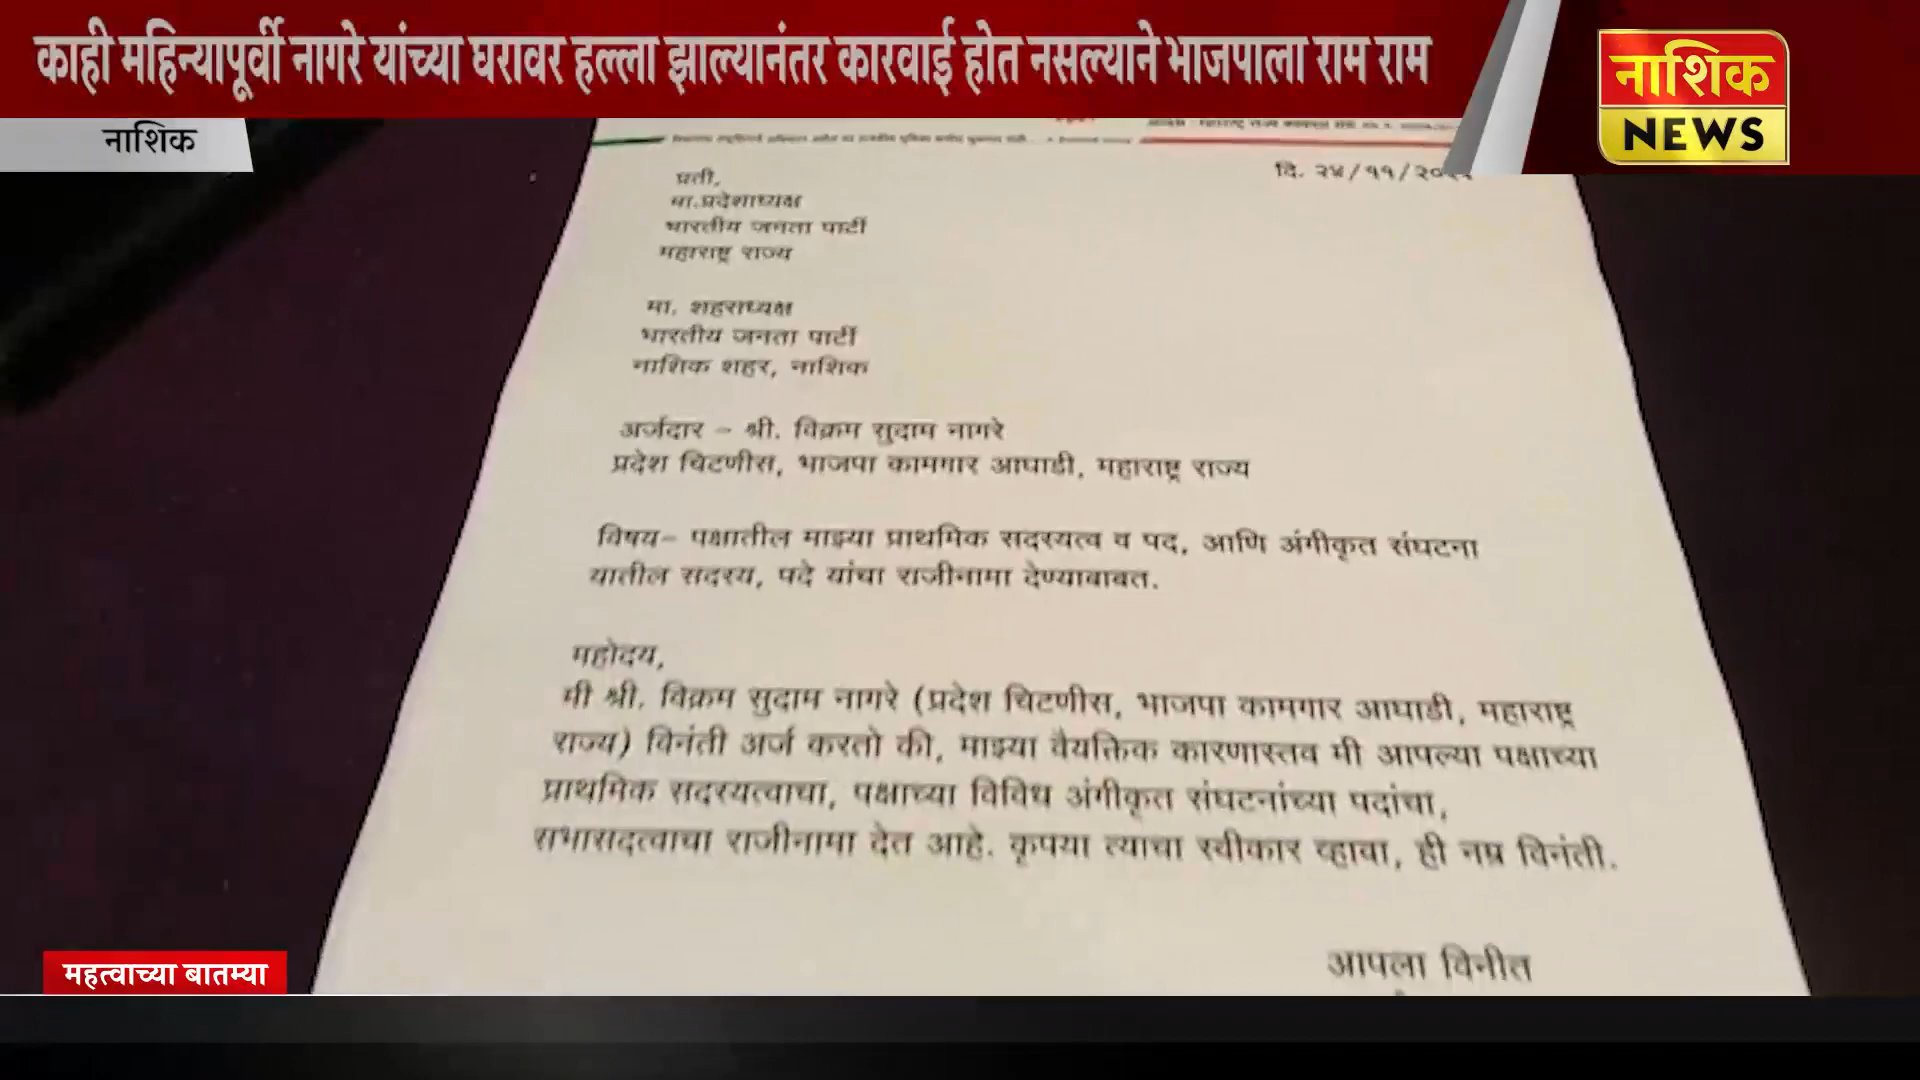 काही महिन्यापूर्वी नागरे यांच्या घरावर हल्ला झाल्यानंतर कारवाई होत नसल्याने भाजपाला राम राम
नाशिक
NEWS
नाशिक
दि. २४/११/
प्रती,
मा.प्रदेशाध्यक्ष
भारतीय जनता पार्टी
महाराष्ट्र राज्य
मा. शहराध्यक्ष
भारतीय जनता पार्टी
नाशिक शहर, नाशिक
अर्जदार – श्री. विक्रम सुदाम नागरे
प्रदेश चिटणीस, भाजपा कामगार आघाडी, महाराष्ट्र राज्य
विषय– पक्षातील माझ्या प्राथमिक सदस्यत्व व पद, आणि अंगीकृत संघटना
यातील सदस्य, पदे यांचा राजीनामा देण्याबाबत.
महोदय,
मी श्री. विक्रम सुदाम नागरे (प्रदेश चिटणीस, भाजपा कामगार आघाडी, महाराष्ट्र
राज्य) विनंती अर्ज करतो की, माझ्या वैयक्तिक कारणास्तव मी आपल्या पक्षाच्या
प्राथमिक सदस्यत्वाचा, पक्षाच्या विविध अंगीकृत संघटनांच्या पदांचा,
सभासदत्वाचा राजीनामा देत आहे. कृपया त्याचा स्वीकार व्हावा, ही नम्र विनंती.
आपला विनीत
महत्वाच्या बातम्या